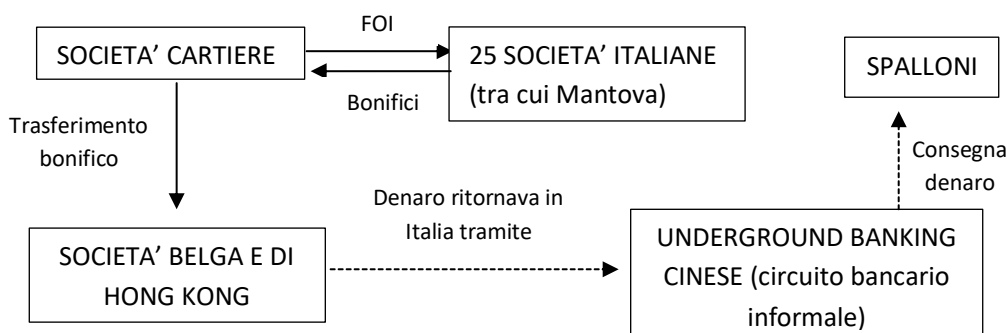 FOI
SOCIETA’ CARTIERE
25 SOCIETA’ ITALIANE
(tra cui Mantova)
SPALLONI
Bonifici
Trasferimento
bonifico
Consegna
denaro
Denaro ritornava in
Italia tramite
SOCIETA’ BELGA E DI
HONG KONG
UNDERGROUND BANKING
CINESE (circuito bancario
informale)